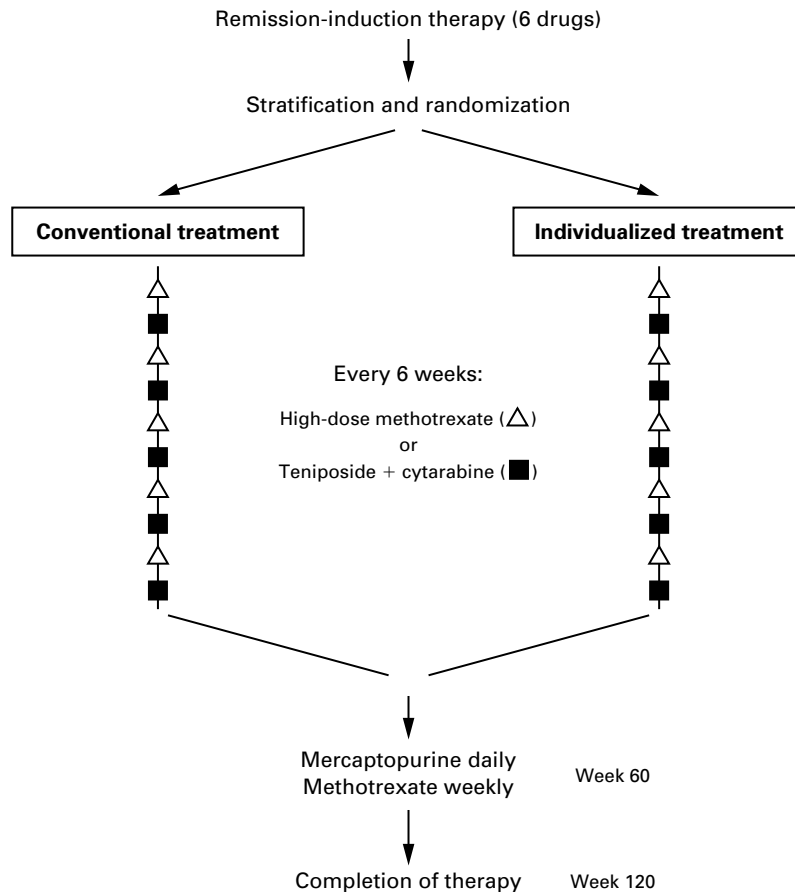 Remission-induction therapy (6 drugs)
Stratification and randomization
Conventional treatment
Individualized treatment
Every 6 weeks:
High-dose methotrexate (△)
or
Teniposide + cytarabine (■)
Mercaptopurine daily
Methotrexate weekly
Week 60
Completion of therapy
Week 120